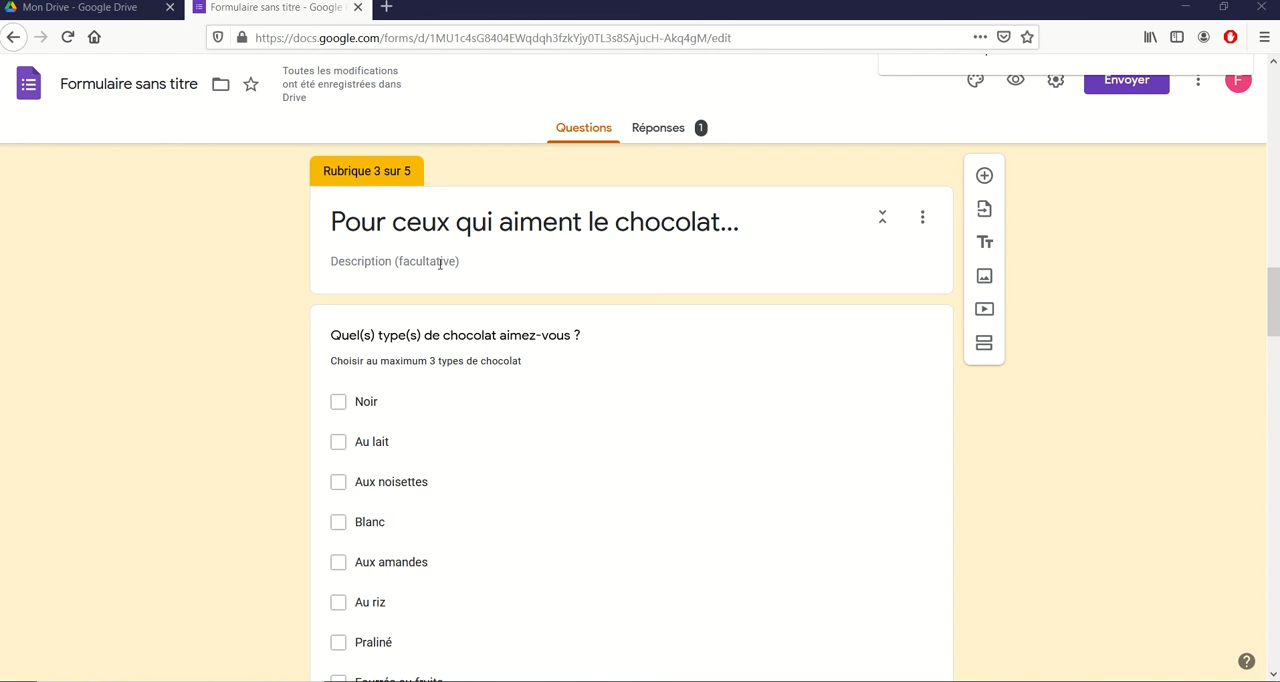 Mon Drive - Google Drive
Formulaire sans titre - Google
https://docs.google.com/forms/d/1MU1c4sG8404EWqdqh3fzkYjy0TL3s8SAjucH-Akq4gM/edit
Formulaire sans titre
Toutes les modifications
ont été enregistrées dans
Drive
Envoyer
F
Questions
Réponses 1
Rubrique 3 sur 5
Pour ceux qui aiment le chocolat...
Description (facultative)
Quel(s) type(s) de chocolat aimez-vous ?
Choisir au maximum 3 types de chocolat
Noir
Au lait
Aux noisettes
Blanc
Aux amandes
Au riz
Praliné